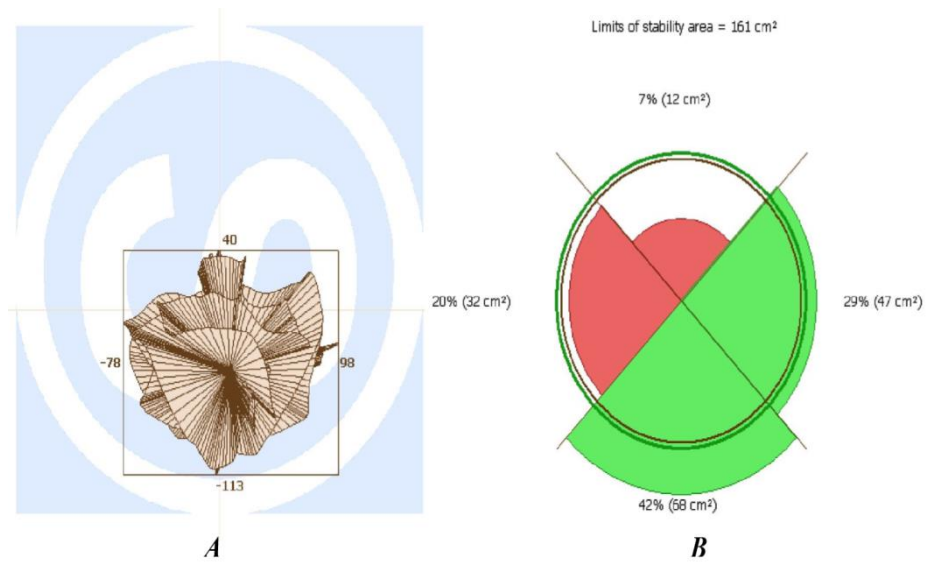 40
-78
98
-113
A
Limits of stability area = 161 cm²
7% (12 cm²)
20% (32 cm²)
29% (47 cm²)
42% (68 cm²)
B